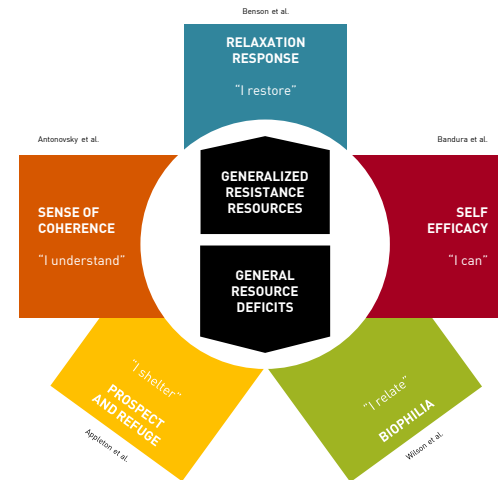 Benson et al.
RELAXATION
RESPONSE
"I restore"
Antonovsky et al.
Bandura et al.
GENERALIZED
RESISTANCE
RESOURCES
SENSE OF
COHERENCE
"I understand"
SELF
EFFICACY
"I can"
GENERAL
RESOURCE
DEFICITS
"I shelter"
PROSPECT
AND REFUGE
Appleton et al.
"I relate"
BIOPHILIA
Wilson et al.